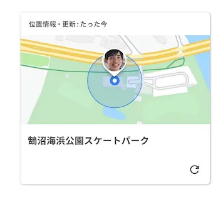 位置情報・更新: たった今
鵠沼海浜公園スケートパーク